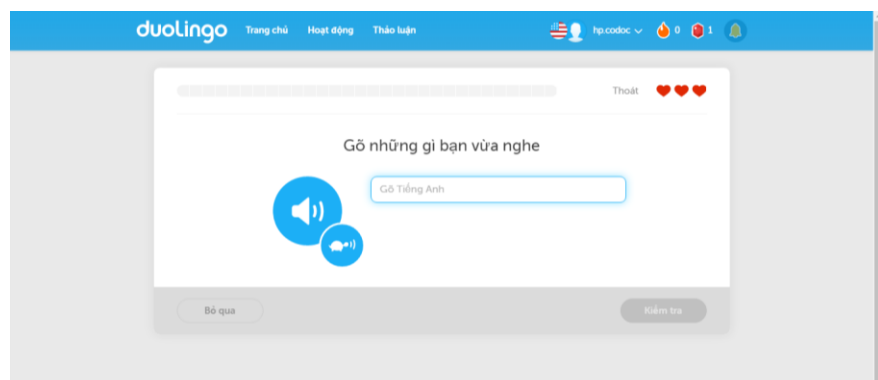 duolingo Trang chủ Hoạt động Thảo luận hp.codoc 0 1
Thoát
Gõ những gì bạn vừa nghe
Gõ Tiếng Anh
Bỏ qua Kiểm tra